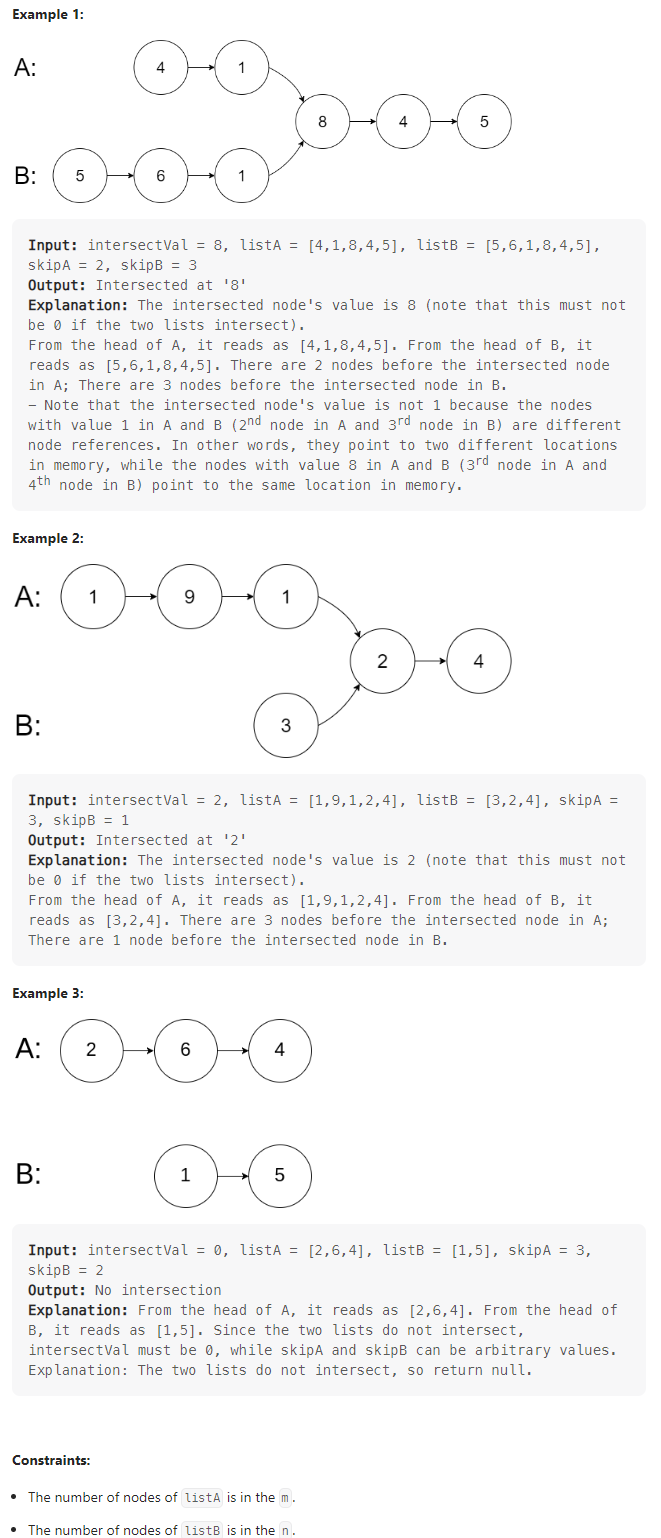 Example 1:
A: 4 1
8 4 5
B: 5 6 1
Input: intersectVal = 8, listA = [4,1,8,4,5], listB = [5,6,1,8,4,5],
skipA = 2, skipB = 3
Output: Intersected at '8'
Explanation: The intersected node's value is 8 (note that this must not
be 0 if the two lists intersect).
From the head of A, it reads as [4,1,8,4,5]. From the head of B, it
reads as [5,6,1,8,4,5]. There are 2 nodes before the intersected node
in A; There are 3 nodes before the intersected node in B.
– Note that the intersected node's value is not 1 because the nodes
with value 1 in A and B (2nd node in A and 3rd node in B) are different
node references. In other words, they point to two different locations
in memory, while the nodes with value 8 in A and B (3rd node in A and
4th node in B) point to the same location in memory.
Example 2:
A: 1 9 1
2 4
B: 3
Input: intersectVal = 2, listA = [1,9,1,2,4], listB = [3,2,4], skipA =
3, skipB = 1
Output: Intersected at '2'
Explanation: The intersected node's value is 2 (note that this must not
be 0 if the two lists intersect).
From the head of A, it reads as [1,9,1,2,4]. From the head of B, it
reads as [3,2,4]. There are 3 nodes before the intersected node in A;
There are 1 node before the intersected node in B.
Example 3:
A: 2 6 4
B: 1 5
Input: intersectVal = 0, listA = [2,6,4], listB = [1,5], skipA = 3,
skipB = 2
Output: No intersection
Explanation: From the head of A, it reads as [2,6,4]. From the head of
B, it reads as [1,5]. Since the two lists do not intersect,
intersectVal must be 0, while skipA and skipB can be arbitrary values.
Explanation: The two lists do not intersect, so return null.
Constraints:
• The number of nodes of listA is in the m.
• The number of nodes of listB is in the n.